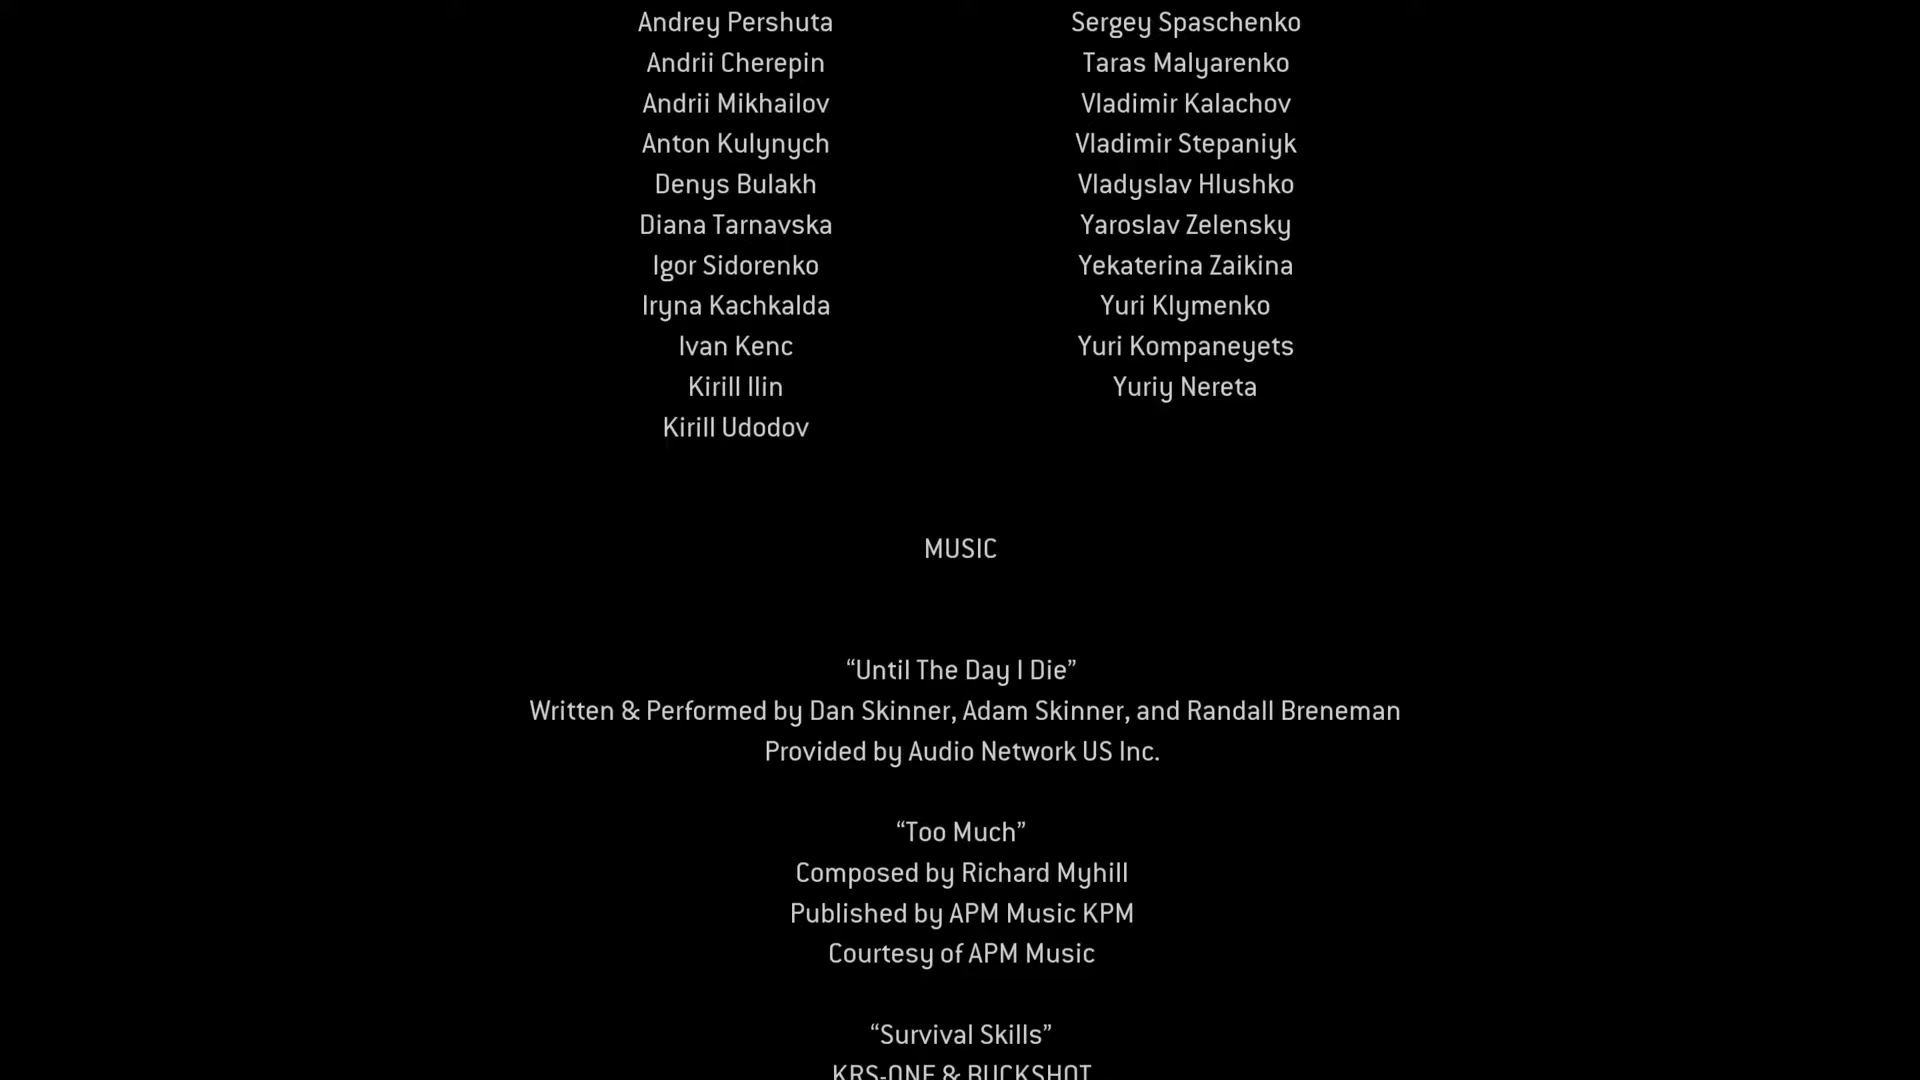 Andrey Pershuta
Andrii Cherepin
Andrii Mikhailov
Anton Kulynych
Denys Bulakh
Diana Tarnavska
Igor Sidorenko
Iryna Kachkalda
Ivan Kenc
Kirill Ilin
Kirill Udodov
Sergey Spaschenko
Taras Malyarenko
Vladimir Kalachov
Vladimir Stepaniyk
Vladyslav Hlushko
Yaroslav Zelensky
Yekaterina Zaikina
Yuri Klymenko
Yuri Kompaneyets
Yuriy Nereta
MUSIC
“Until The Day I Die”
Written & Performed by Dan Skinner, Adam Skinner, and Randall Breneman
Provided by Audio Network US Inc.
“Too Much”
Composed by Richard Myhill
Published by APM Music KPM
Courtesy of APM Music
“Survival Skills”
KRS-ONE & BUCKSHOT